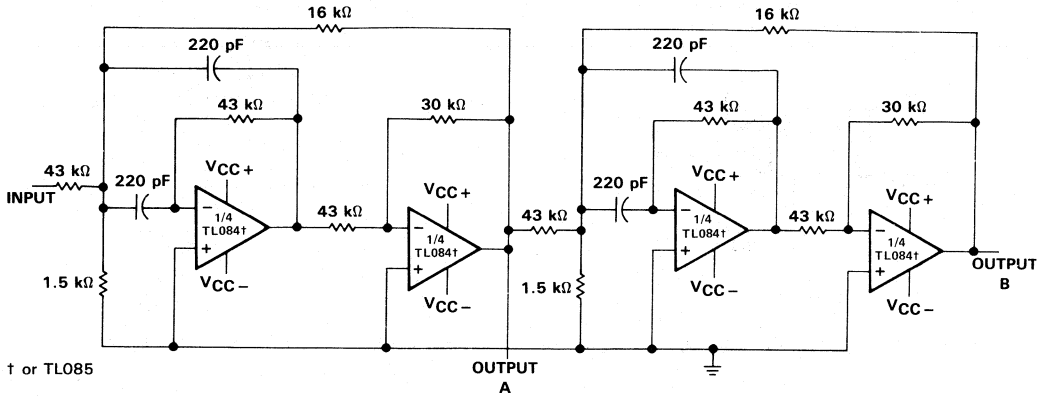 16 kΩ
220 pF
43 kΩ
30 kΩ
43 kΩ
INPUT
220 pF
VCC+
1/4
TL084†
VCC−
43 kΩ
VCC+
1/4
TL084†
VCC−
1.5 kΩ
OUTPUT
A
16 kΩ
220 pF
43 kΩ
30 kΩ
43 kΩ
220 pF
VCC+
1/4
TL084†
VCC−
43 kΩ
VCC+
1/4
TL084†
VCC−
1.5 kΩ
OUTPUT
B
† or TL085